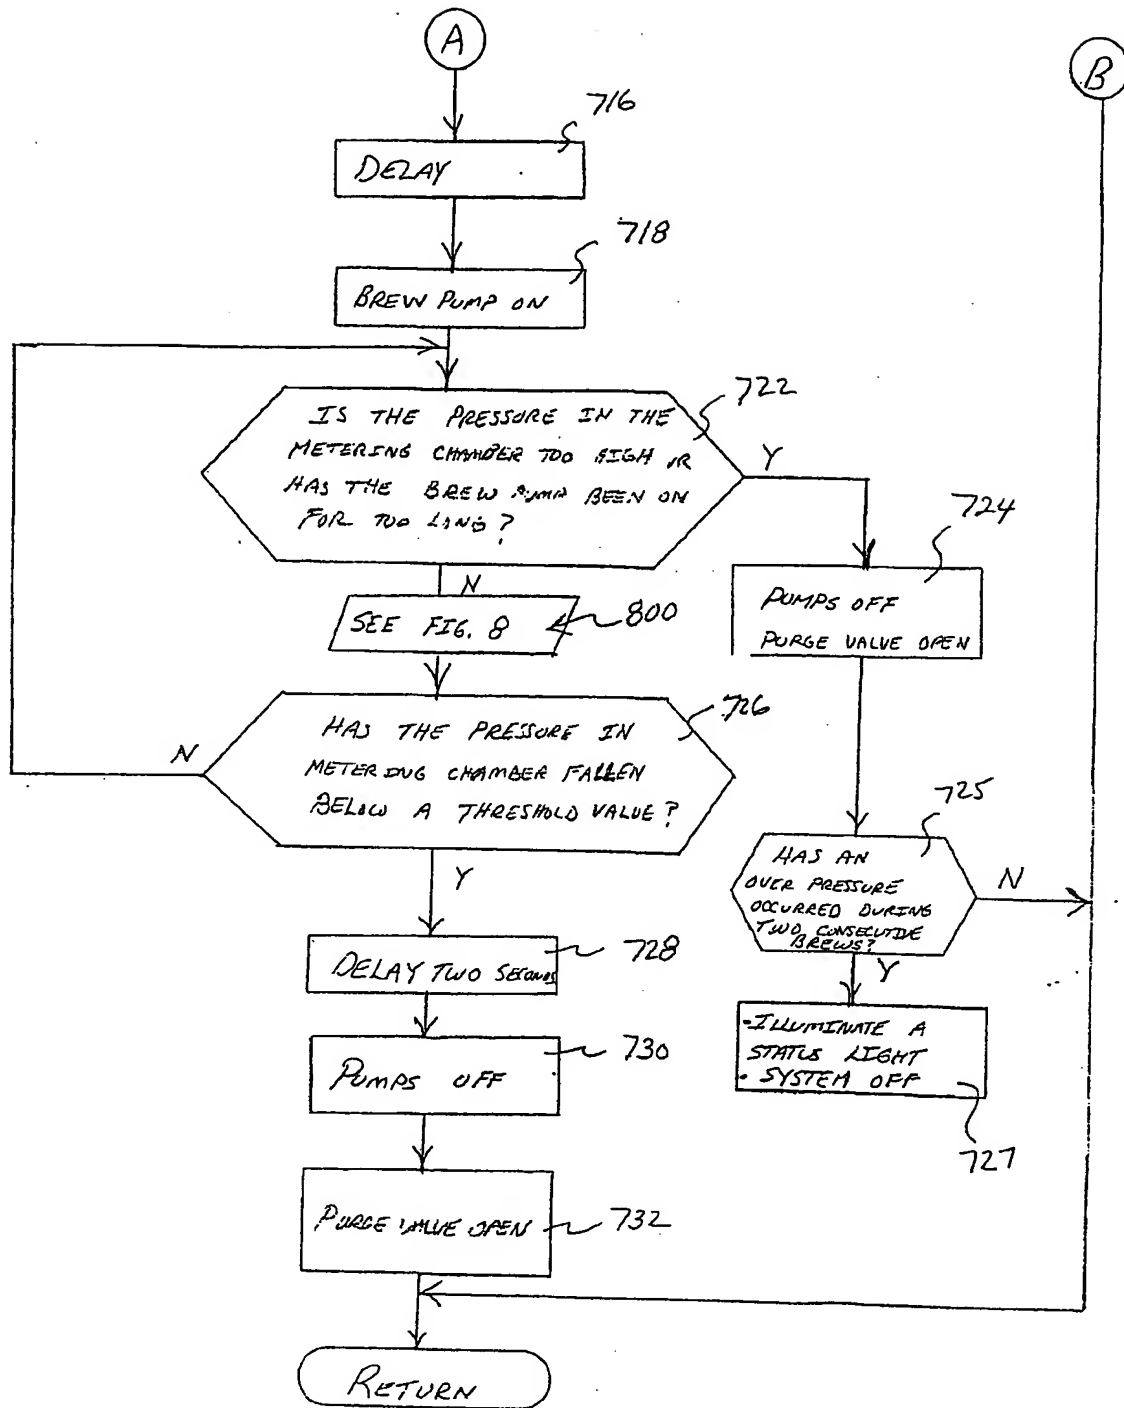 A
B
716
DELAY
718
BREW PUMP ON
722
IS THE PRESSURE IN THE
METERING CHAMBER TOO HIGH OR
HAS THE BREW PUMP BEEN ON
FOR TOO LONG?
Y
N
724
PUMPS OFF
PURGE VALVE OPEN
SEE FIG. 8
800
726
HAS THE PRESSURE IN
METERING CHAMBER FALLEN
BELOW A THRESHOLD VALUE?
N
Y
725
HAS AN
OVER PRESSURE
OCCURRED DURING
TWO CONSECUTIVE
BREWS?
N
Y
728
DELAY TWO SECONDS
727
-ILLUMINATE A
STATUS LIGHT
• SYSTEM OFF
730
PUMPS OFF
732
PURGE VALVE OPEN
RETURN